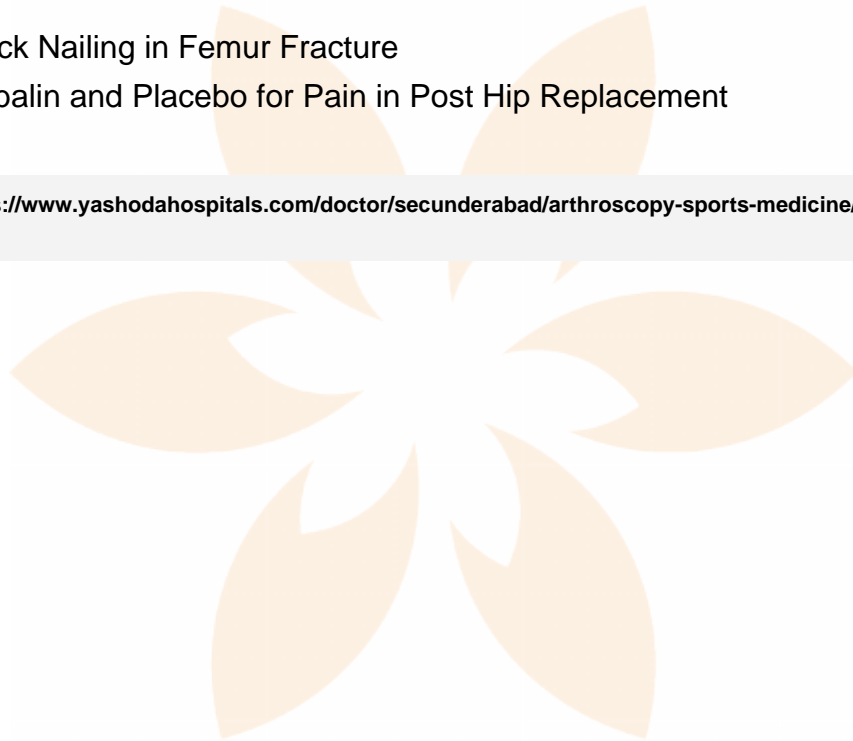 ck Nailing in Femur Fracture
balin and Placebo for Pain in Post Hip Replacement
s://www.yashodahospitals.com/doctor/secunderabad/arthroscopy-sports-medicine/